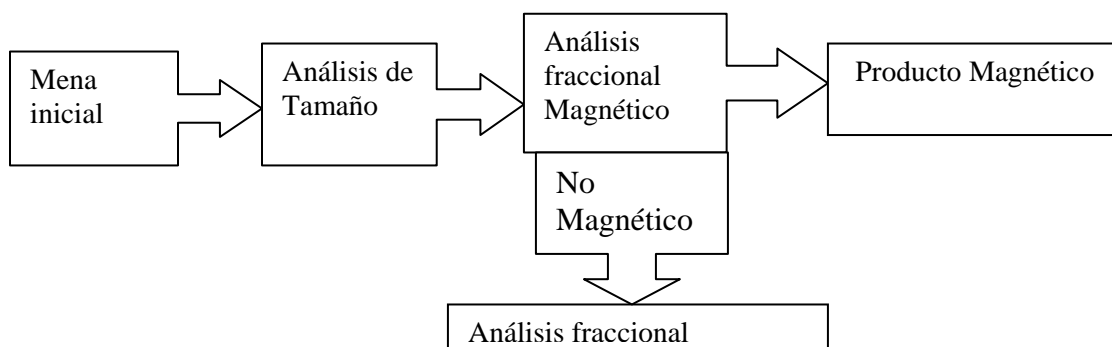 Mena
inicial
Análisis de
Tamaño
Análisis
fraccional
Magnético
Producto Magnético
No
Magnético
Análisis fraccional